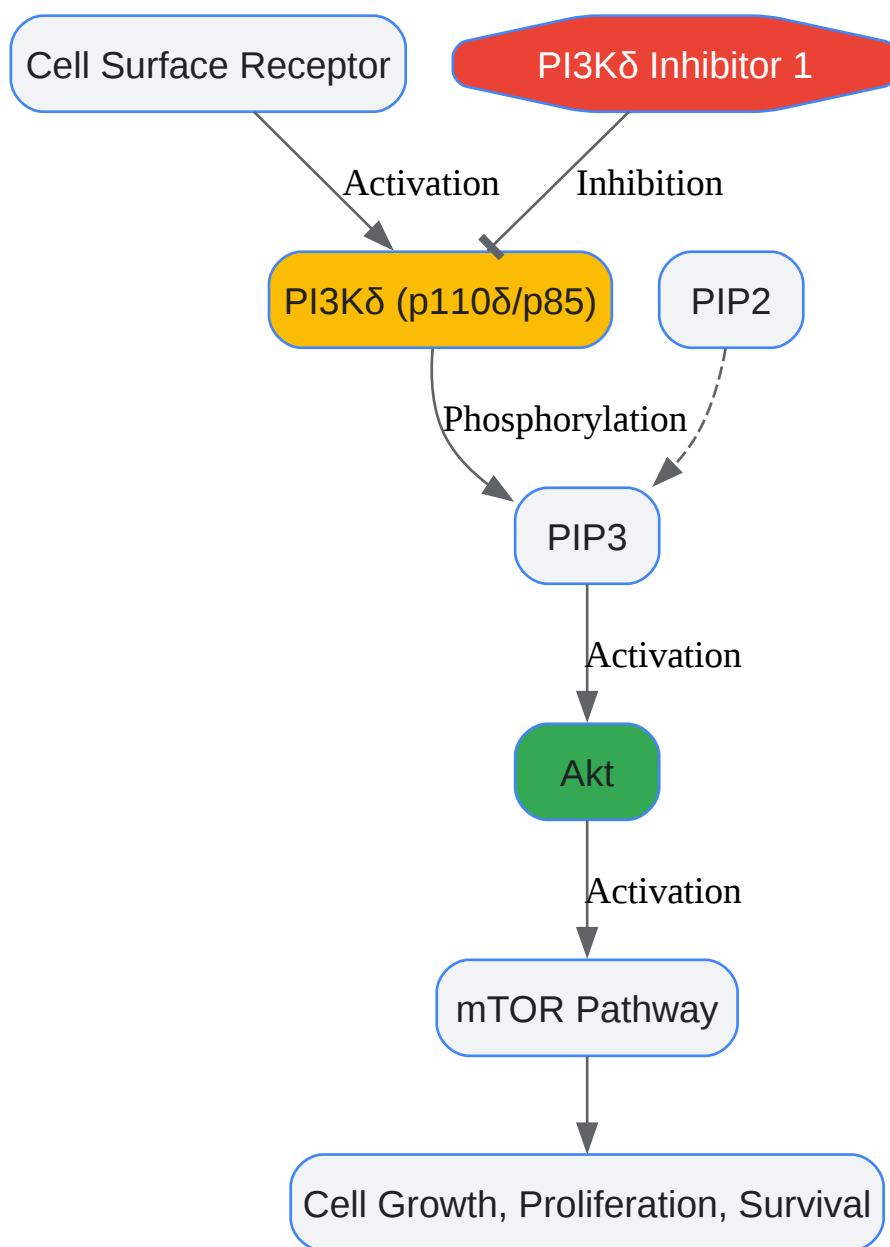 Cell Surface Receptor
PI3Kδ Inhibitor 1
Activation
Inhibition
PI3Kδ (p110δ/p85)
PIP2
Phosphorylation
PIP3
Activation
Akt
Activation
mTOR Pathway
Cell Growth, Proliferation, Survival